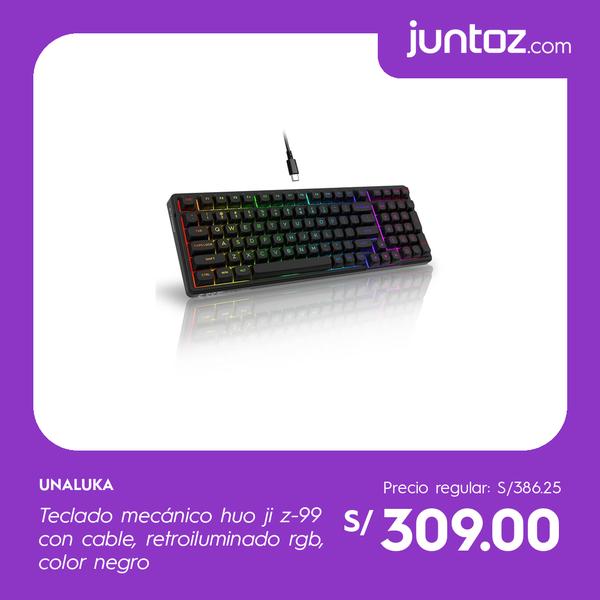 juntoz.com
UNALUKA
Teclado mecánico huo ji z-99
con cable, retroiluminado rgb,
color negro
Precio regular: S/386.25
S/ 309.00